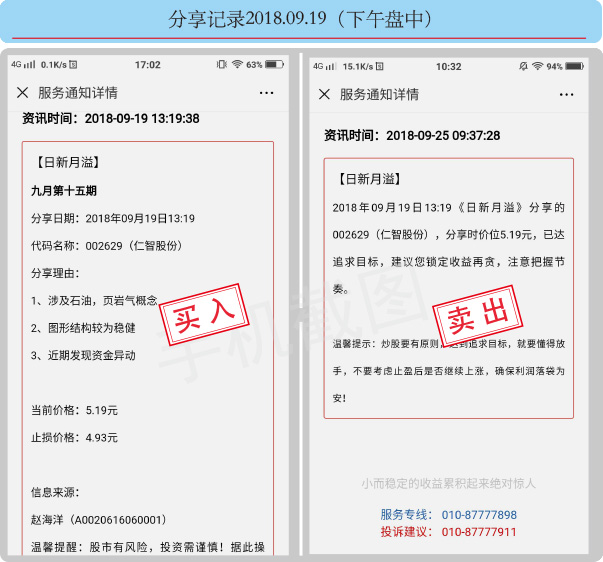 分享记录2018.09.19（下午盘中）
4G 0.1K/s 17:02 63%
服务通知详情
资讯时间：2018-09-19 13:19:38
【日新月溢】
九月第十五期
分享日期：2018年09月19日13:19
代码名称：002629（仁智股份）
分享理由：
1、涉及石油，页岩气概念
2、图形结构较为稳健
3、近期发现资金异动
买入
当前价格：5.19元
止损价格：4.93元
信息来源：
赵海洋（A0020616060001）
温馨提醒：股市有风险，投资需谨慎！据此操
4G 15.1K/s 10:32 94%
服务通知详情
资讯时间：2018-09-25 09:37:28
【日新月溢】
2018年09月19日13:19《日新月溢》分享的
002629（仁智股份），分享时价位5.19元，已达
追求目标，建议您锁定收益再贪，注意把握节
奏。
卖出
温馨提示：炒股要有原则，达到追求目标，就要懂得放
手，不要考虑止盈后是否继续上涨，确保利润落袋为
安！
小而稳定的收益累积起来绝对惊人
服务专线： 010-87777898
投诉建议： 010-87777911
手机截图